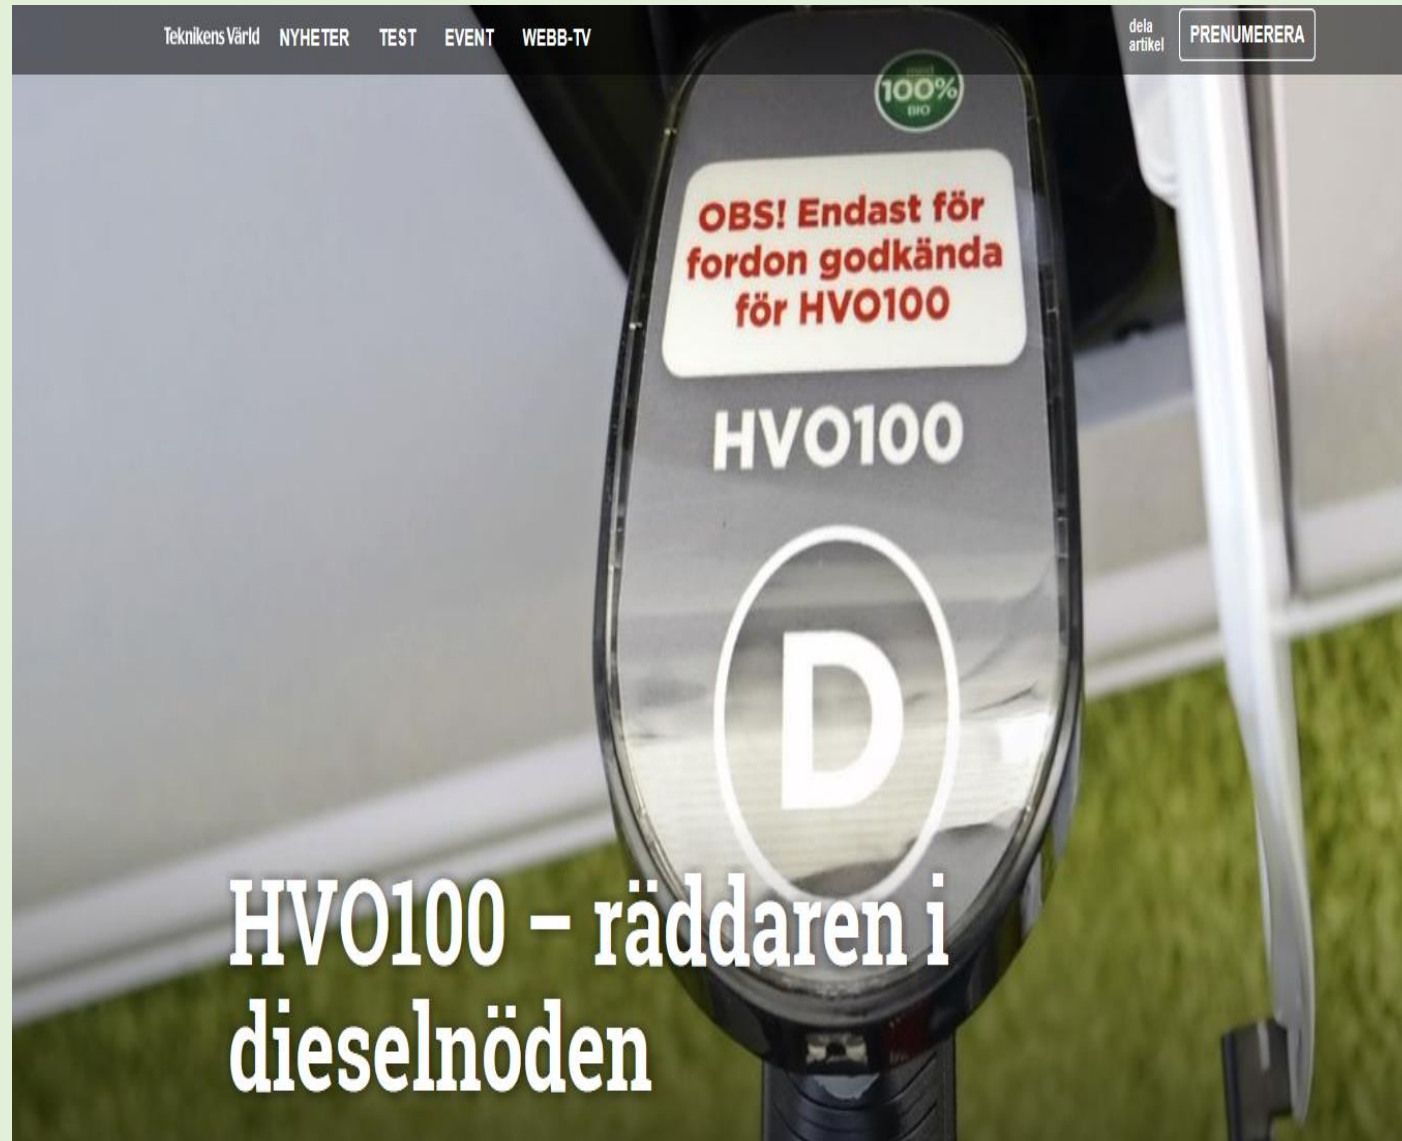 Teknikens Värld NYHETER TEST EVENT WEBB-TV
dela
artikel
PRENUMERERA
100%
BIO
OBS! Endast för
fordon godkända
för HVO100
HVO100
D
HVO100 – räddaren i
dieselnöden